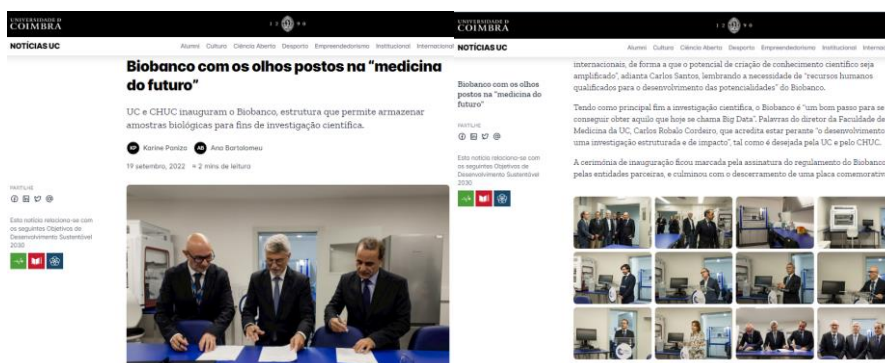 UNIVERSIDADE D
COIMBRA
12 90
NOTÍCIAS UC
Alumni Cultura Ciência Aberta Desporto Empreendedorismo Institucional Internacional
Biobanco com os olhos postos na “medicina
do futuro”
UC e CHUC inauguram o Biobanco, estrutura que permite armazenar
amostras biológicas para fins de investigação científica.
KP Karine Paniza AB Ana Bartolomeu
19 setembro, 2022 ≈ 2 mins de leitura
PARTILHE
Esta notícia relaciona-se com
os seguintes Objetivos de
Desenvolvimento Sustentável
2030
UNIVERSIDADE D
COIMBRA
12 90
NOTÍCIAS UC
Alumni Cultura Ciência Aberta Desporto Empreendedorismo Institucional Internac
Biobanco com os olhos
postos na “medicina do
futuro”
PARTILHE
Esta notícia relaciona-se com
os seguintes Objetivos de
Desenvolvimento Sustentável
2030
internacionais, de forma a que o potencial de criação de conhecimento científico seja
amplificado”, adianta Carlos Santos, lembrando a necessidade de “recursos humanos
qualificados para o desenvolvimento das potencialidades” do Biobanco.
Tendo como principal fim a investigação científica, o Biobanco é “um bom passo para se
conseguir obter aquilo que hoje se chama Big Data”. Palavras do diretor da Faculdade de
Medicina da UC, Carlos Robalo Cordeiro, que acredita estar perante “o desenvolvimento
uma investigação estruturada e de impacto”, tal como é desejada pela UC e pelo CHUC.
A cerimónia de inauguração ficou marcada pela assinatura do regulamento do Biobanco
pelas entidades parceiras, e culminou com o descerramento de uma placa comemorativ